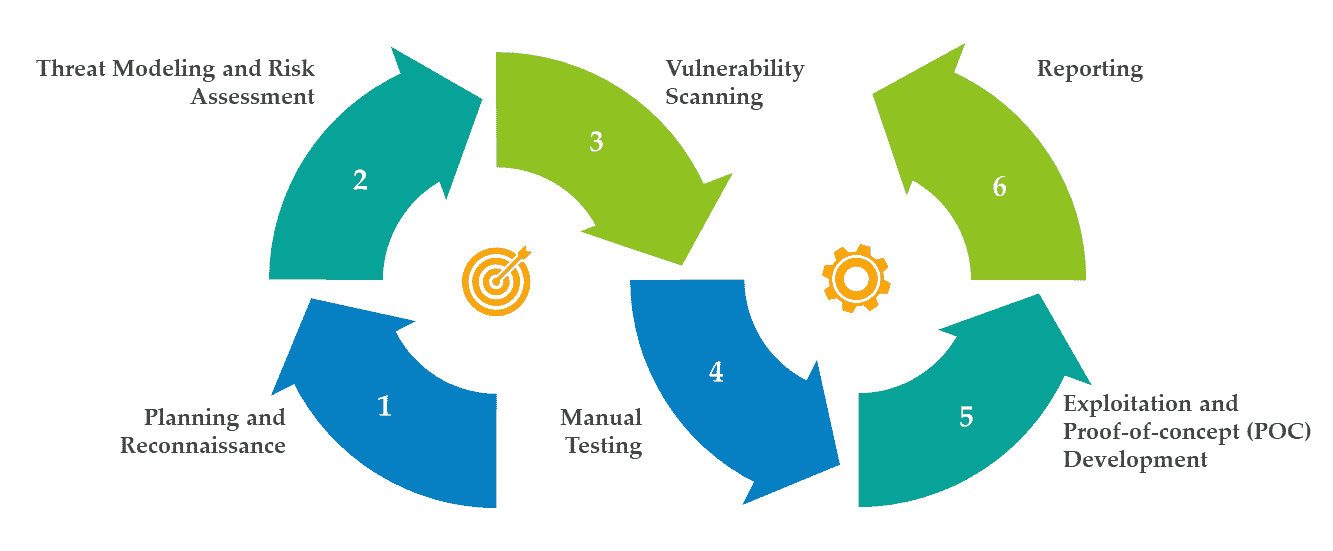 1
Planning and
Reconnaissance
2
Threat Modeling and Risk
Assessment
3
Vulnerability
Scanning
4
Manual
Testing
5
Exploitation and
Proof-of-concept (POC)
Development
6
Reporting